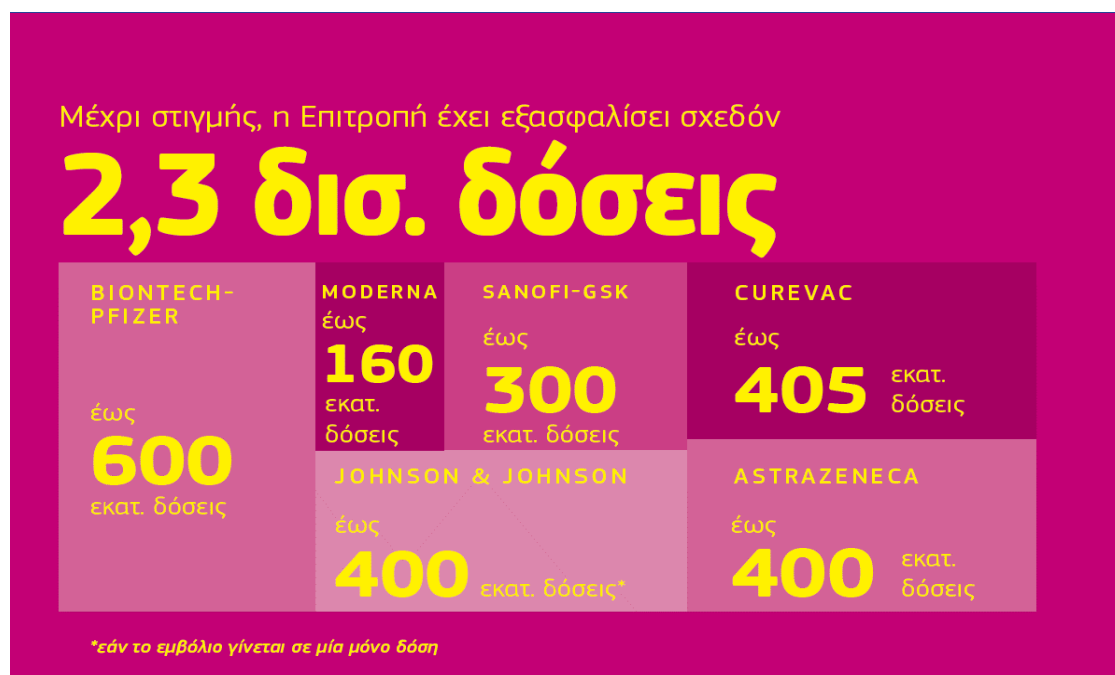 Μέχρι στιγμής, η Επιτροπή έχει εξασφαλίσει σχεδόν
2,3 δισ. δόσεις
BIONTECH-
PFIZER
έως
600
εκατ. δόσεις
MODERNA
έως
160
εκατ.
δόσεις
SANOFI-GSK
έως
300
εκατ. δόσεις
CUREVAC
έως
405 εκατ.
δόσεις
JOHNSON & JOHNSON
έως
400 εκατ. δόσεις*
ASTRAZENECA
έως
400 εκατ.
δόσεις
*εάν το εμβόλιο γίνεται σε μία μόνο δόση